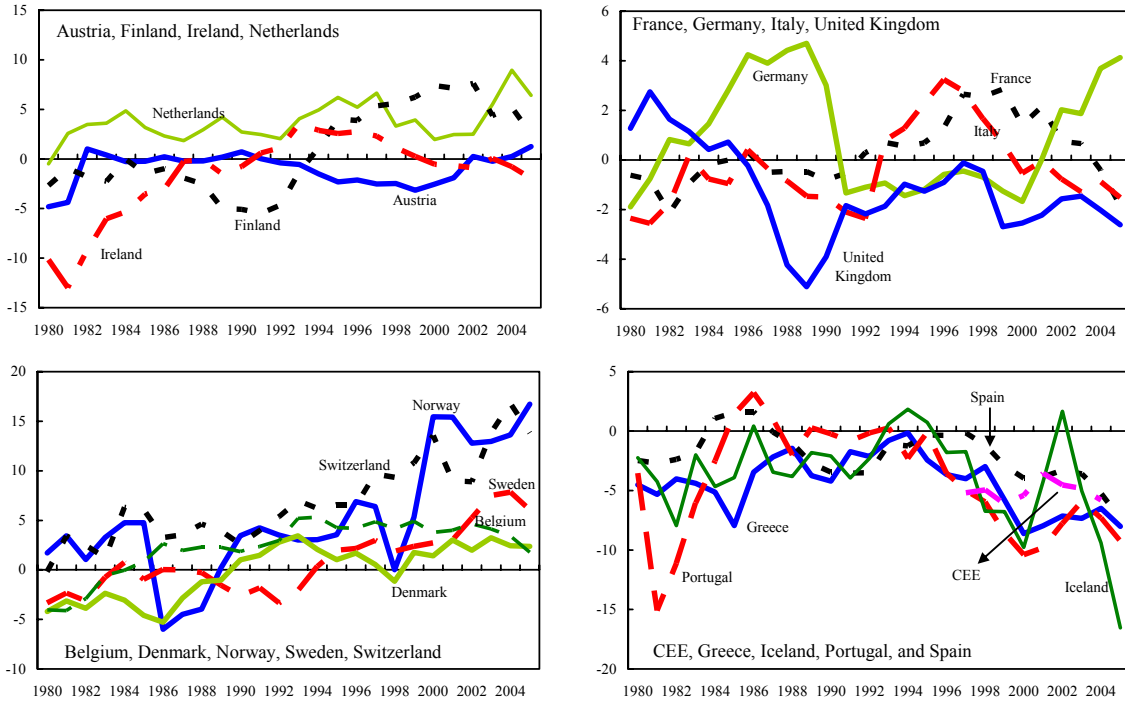 Austria, Finland, Ireland, Netherlands
15
10
5
0
-5
-10
-15
Netherlands
Austria
Finland
Ireland
1980 1982 1984 1986 1988 1990 1992 1994 1996 1998 2000 2002 2004
France, Germany, Italy, United Kingdom
6
4
2
0
-2
-4
-6
Germany
France
Italy
United
Kingdom
1980 1982 1984 1986 1988 1990 1992 1994 1996 1998 2000 2002 2004
20
15
10
5
0
-5
-10
Norway
Switzerland
Sweden
Belgium
Denmark
Belgium, Denmark, Norway, Sweden, Switzerland
1980 1982 1984 1986 1988 1990 1992 1994 1996 1998 2000 2002 2004
5
0
-5
-10
-15
-20
Spain
Greece
Portugal
CEE
Iceland
CEE, Greece, Iceland, Portugal, and Spain
1980 1982 1984 1986 1988 1990 1992 1994 1996 1998 2000 2002 2004